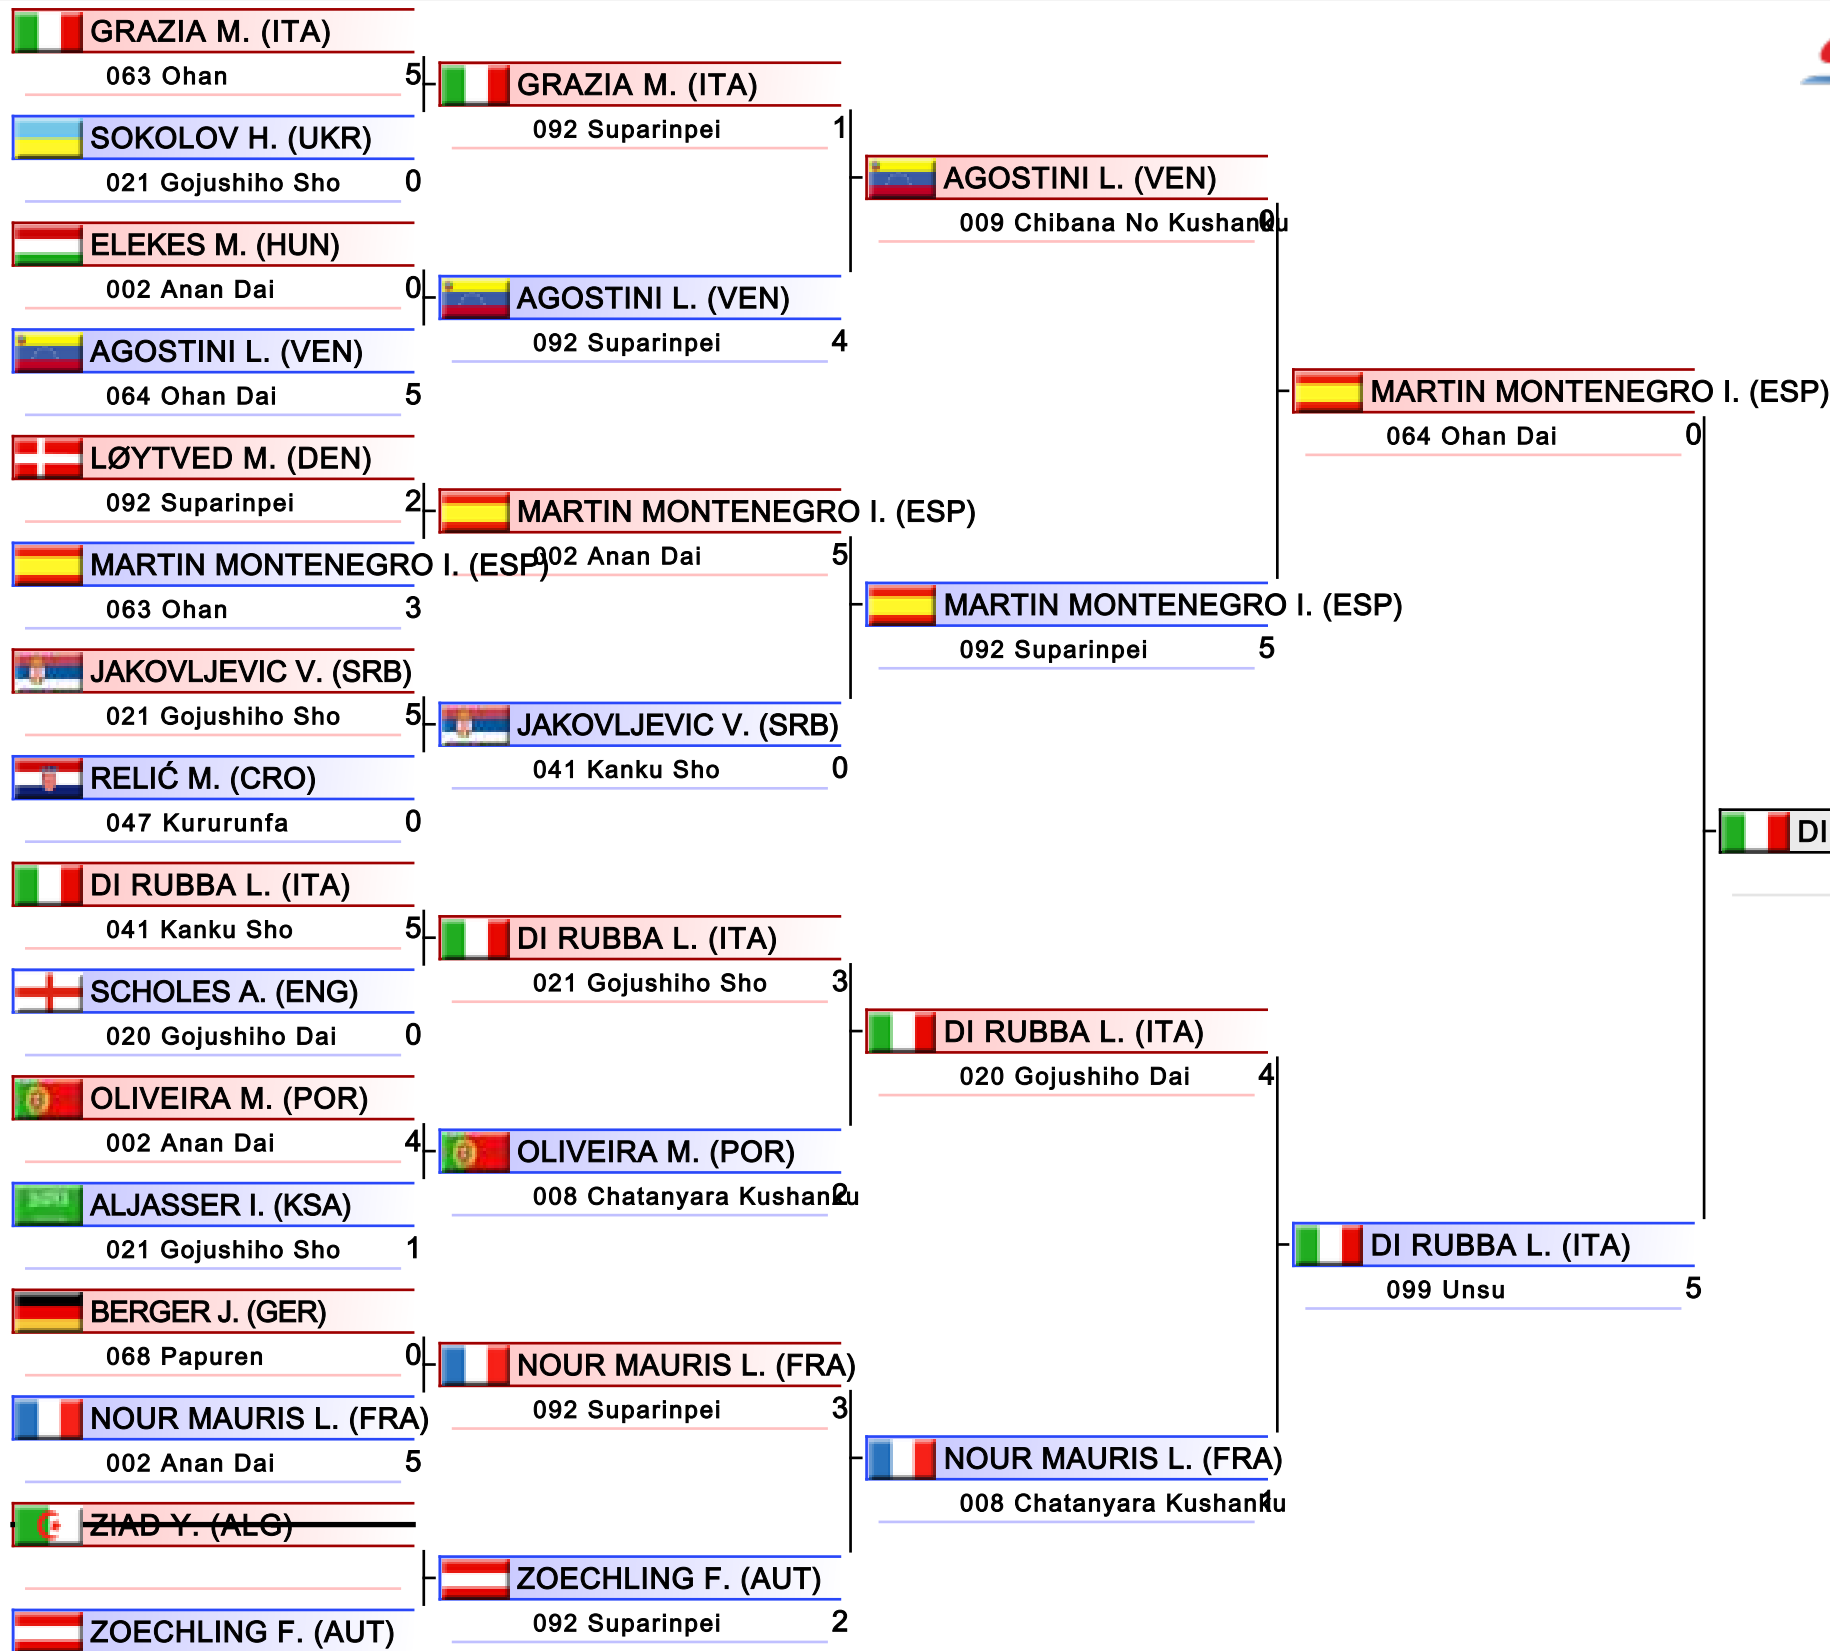 GRAZIA M. (ITA)
063 Ohan 5
SOKOLOV H. (UKR)
021 Gojushiho Sho 0
ELEKES M. (HUN)
002 Anan Dai 0
AGOSTINI L. (VEN)
064 Ohan Dai 5
LØYTVED M. (DEN)
092 Suparinpei 2
MARTIN MONTENEGRO I. (ESP)
063 Ohan 3
JAKOVLJEVIC V. (SRB)
021 Gojushiho Sho 5
RELIĆ M. (CRO)
047 Kururunfa 0
DI RUBBA L. (ITA)
041 Kanku Sho 5
SCHOLES A. (ENG)
020 Gojushiho Dai 0
OLIVEIRA M. (POR)
002 Anan Dai 4
ALJASSER I. (KSA)
021 Gojushiho Sho 1
BERGER J. (GER)
068 Papuren 0
NOUR MAURIS L. (FRA)
002 Anan Dai 5
ZIAD Y. (ALG)
ZOECHLING F. (AUT)
GRAZIA M. (ITA)
092 Suparinpei 1
AGOSTINI L. (VEN)
092 Suparinpei 4
MARTIN MONTENEGRO I. (ESP)
002 Anan Dai 5
JAKOVLJEVIC V. (SRB)
041 Kanku Sho 0
DI RUBBA L. (ITA)
021 Gojushiho Sho 3
OLIVEIRA M. (POR)
008 Chatanyara Kushanku 2
NOUR MAURIS L. (FRA)
092 Suparinpei 3
ZOECHLING F. (AUT)
092 Suparinpei 2
AGOSTINI L. (VEN)
009 Chibana No Kushanku 0
MARTIN MONTENEGRO I. (ESP)
092 Suparinpei 5
DI RUBBA L. (ITA)
020 Gojushiho Dai 4
NOUR MAURIS L. (FRA)
008 Chatanyara Kushanku 1
MARTIN MONTENEGRO I. (ESP)
064 Ohan Dai 0
DI RUBBA L. (ITA)
099 Unsu 5
DI